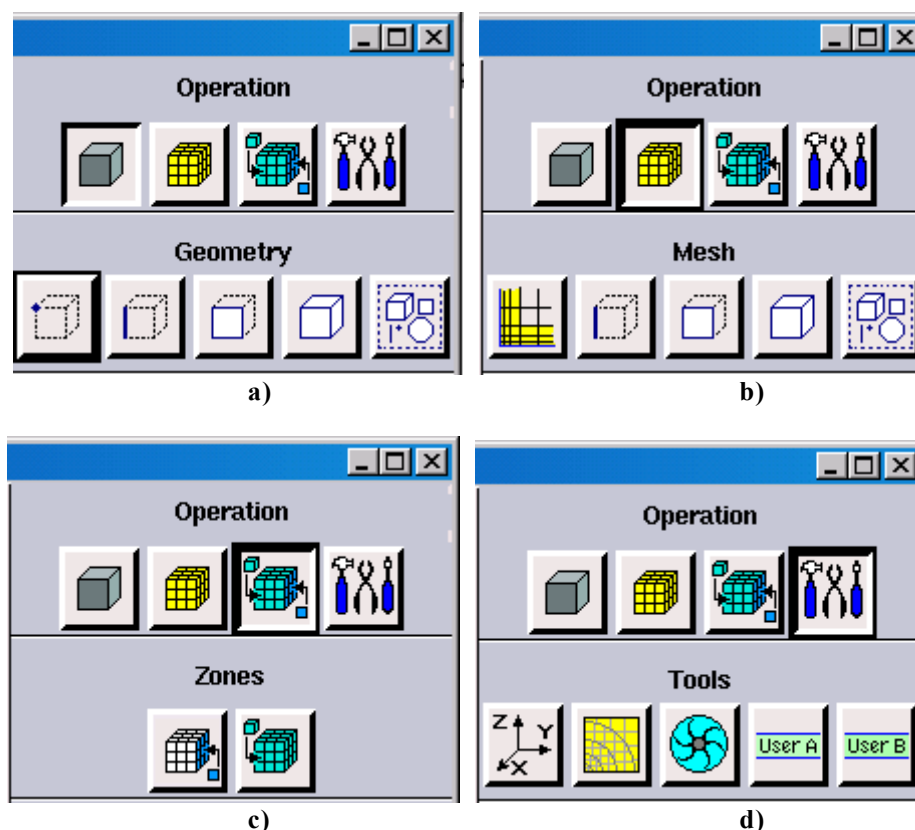 Operation
Geometry
a)
Operation
Mesh
b)
Operation
Zones
c)
Operation
Tools
Z Y X
User A
User B
d)